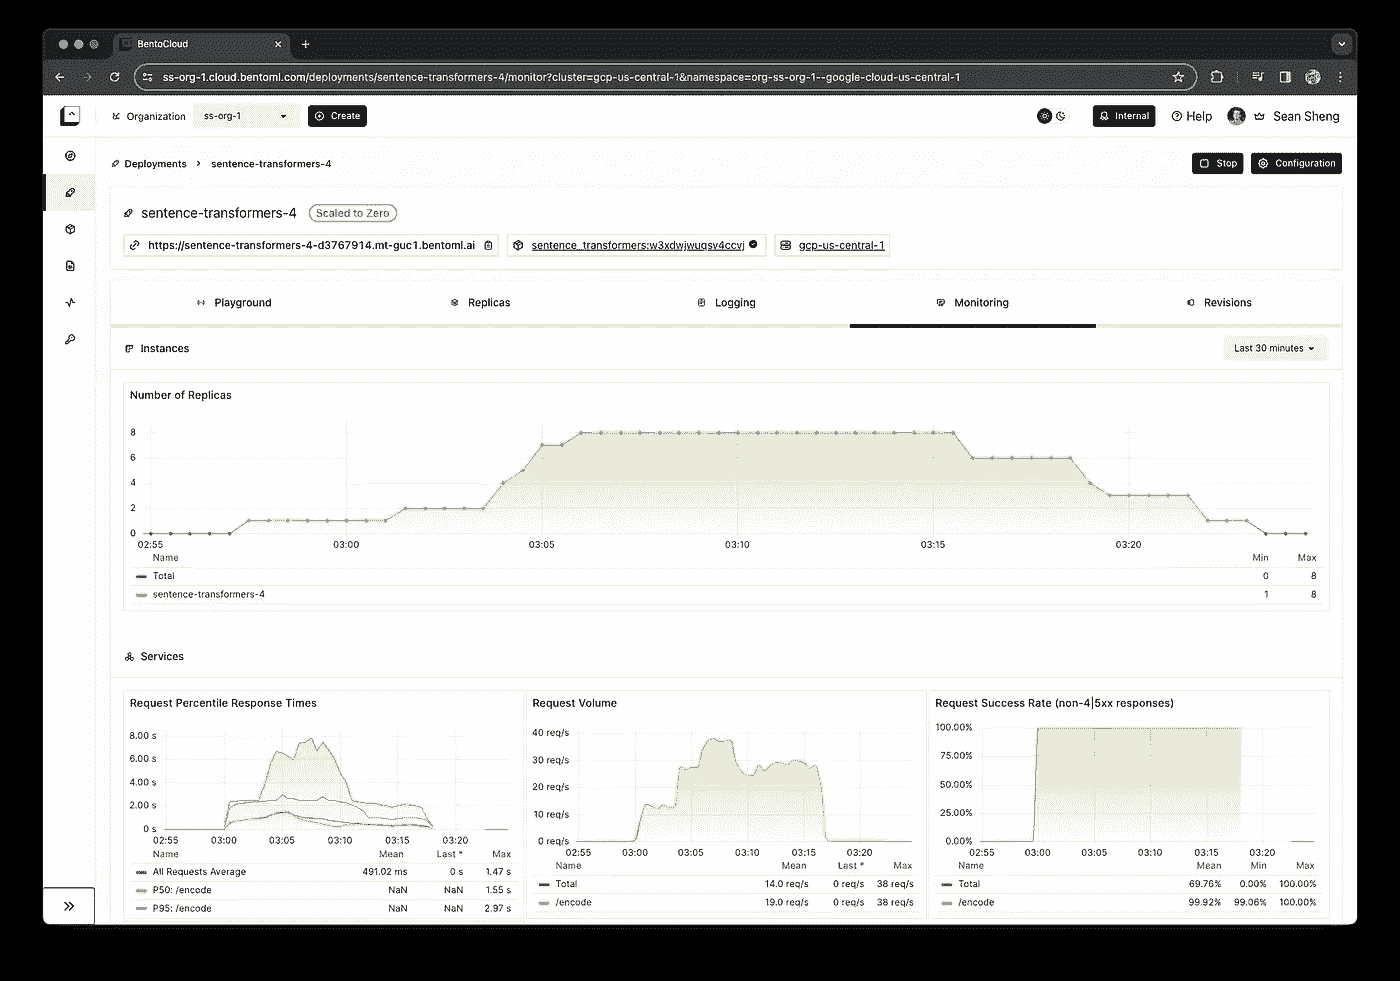 BentoCloud
ss-org-1.cloud.bentoml.com/deployments/sentence-transformers-4/monitor?cluster=gcp-us-central-1&namespace=org-ss-org-1--google-cloud-us-central-1
Organization ss-org-1 Create Internal Help Sean Sheng
Deployments > sentence-transformers-4 Stop Configuration
sentence-transformers-4 Scaled to Zero
https://sentence-transformers-4-d3767914.mt-guc1.bentoml.ai sentence_transformers:w3xdwjwuqsv4ccvj gcp-us-central-1
Playground Replicas Logging Monitoring Revisions
Instances Last 30 minutes
Number of Replicas
8
6
4
2
0
02:55 03:00 03:05 03:10 03:15 03:20
Name Min Max
Total 0 8
sentence-transformers-4 1 8
Services
Request Percentile Response Times
8.00 s
6.00 s
4.00 s
2.00 s
0 s
02:55 03:00 03:05 03:10 03:15 03:20
Name Mean Last * Max
All Requests Average 491.02 ms 0 s 1.47 s
P50: /encode NaN NaN 1.55 s
P95: /encode NaN NaN 2.97 s
Request Volume
40 req/s
30 req/s
20 req/s
10 req/s
0 req/s
02:55 03:00 03:05 03:10 03:15 03:20
Name Mean Last * Max
Total 14.0 req/s 0 req/s 38 req/s
/encode 19.0 req/s 0 req/s 38 req/s
Request Success Rate (non-4|5xx responses)
100.00%
75.00%
50.00%
25.00%
0.00%
02:55 03:00 03:05 03:10 03:15 03:20
Name Mean Min Max
Total 69.76% 0.00% 100.00%
/encode 99.92% 99.06% 100.00%